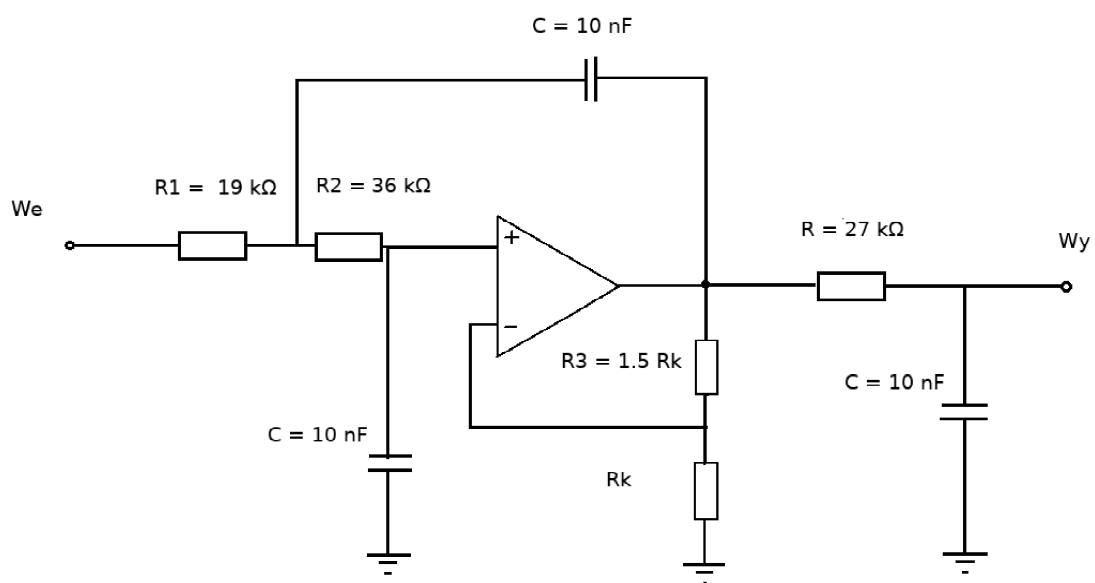 C = 10 nF
R1 =  19 kΩ
R2 = 36 kΩ
We
R = 27 kΩ
Wy
+
−
R3 = 1.5 Rk
C = 10 nF
C = 10 nF
Rk